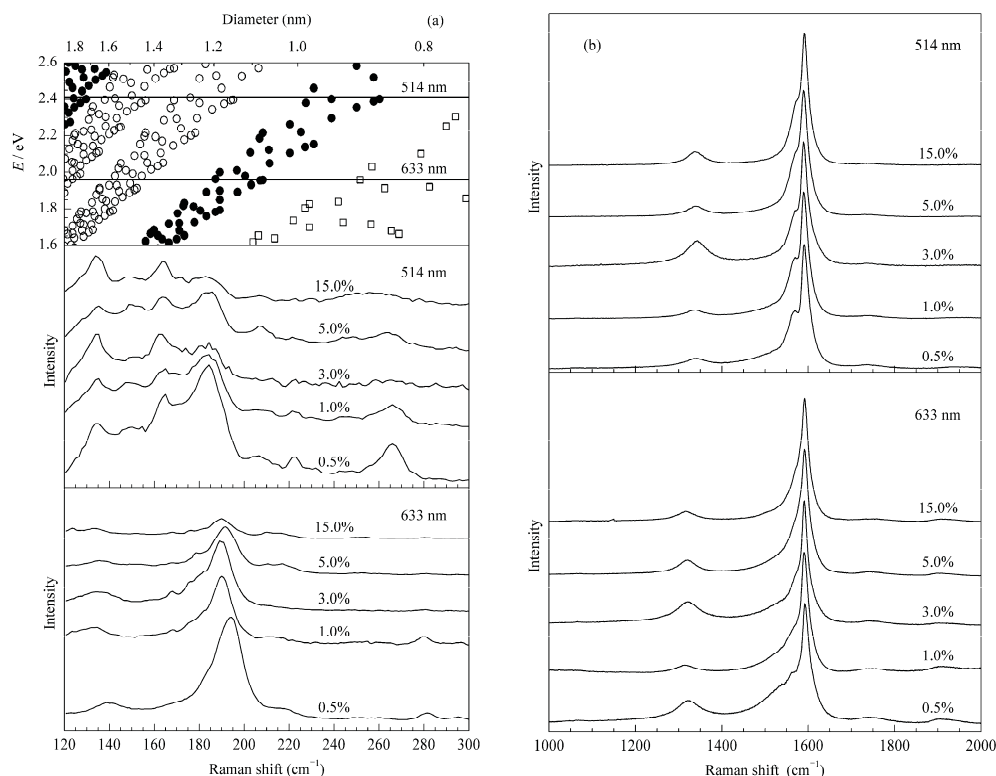 Diameter (nm)
(a)
1.8 1.6 1.4 1.2 1.0 0.8
2.6
2.4
2.2
2.0
1.8
1.6
E / eV
514 nm
633 nm
514 nm
15.0%
5.0%
3.0%
1.0%
0.5%
Intensity
633 nm
15.0%
5.0%
3.0%
1.0%
0.5%
Intensity
120 140 160 180 200 220 240 260 280 300
Raman shift (cm⁻¹)
(b)
514 nm
15.0%
5.0%
3.0%
1.0%
0.5%
Intensity
633 nm
15.0%
5.0%
3.0%
1.0%
0.5%
Intensity
1000 1200 1400 1600 1800 2000
Raman shift (cm⁻¹)